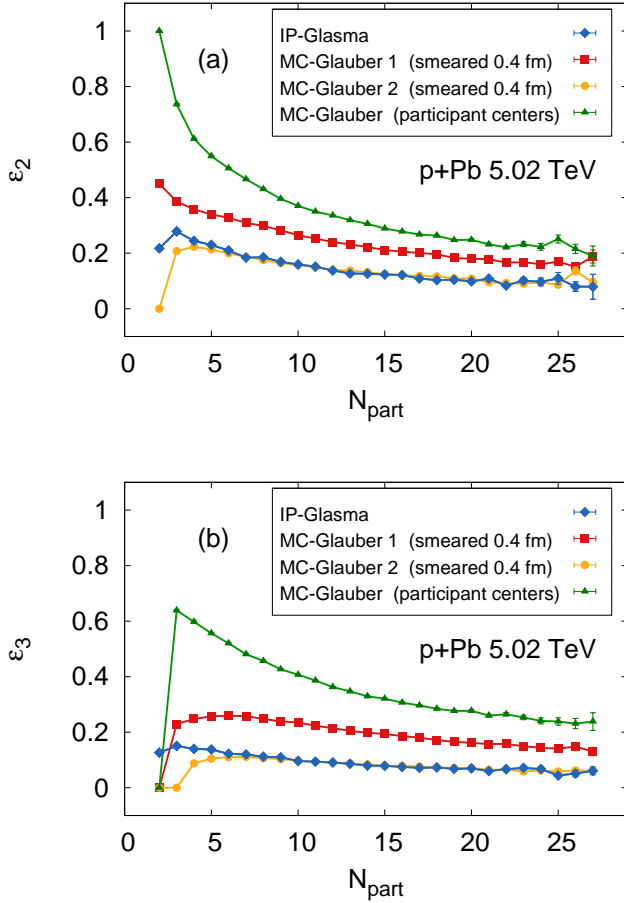 1
0.8
0.6
0.4
0.2
0
ε2
(a)
IP-Glasma
MC-Glauber 1 (smeared 0.4 fm)
MC-Glauber 2 (smeared 0.4 fm)
MC-Glauber (participant centers)
p+Pb 5.02 TeV
0 5 10 15 20 25
Npart
1
0.8
0.6
0.4
0.2
0
ε3
(b)
IP-Glasma
MC-Glauber 1 (smeared 0.4 fm)
MC-Glauber 2 (smeared 0.4 fm)
MC-Glauber (participant centers)
p+Pb 5.02 TeV
0 5 10 15 20 25
Npart